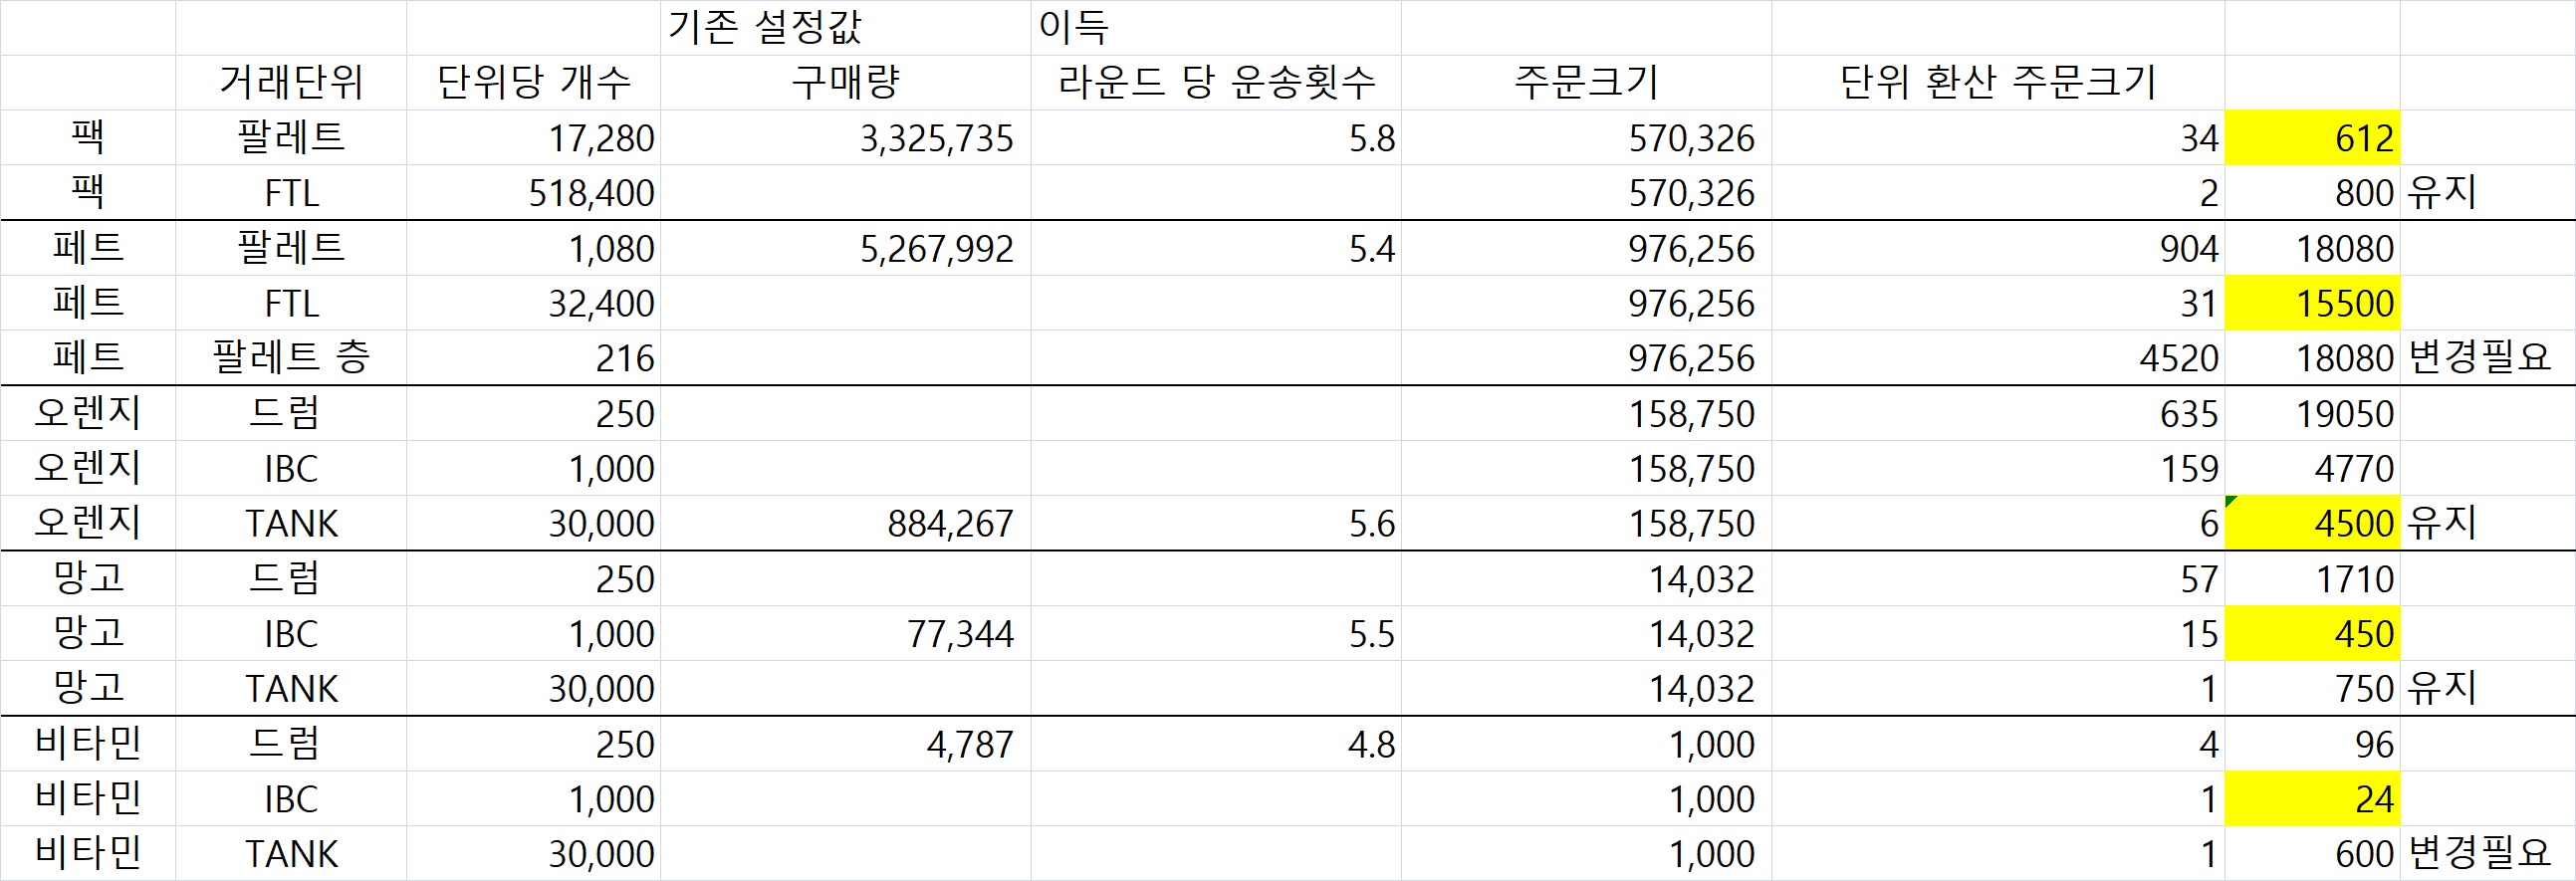 기존 설정값 이득
거래단위 단위당 개수 구매량 라운드 당 운송횟수 주문크기 단위 환산 주문크기
팩 팔레트 17,280 3,325,735 5.8 570,326 34 612
팩 FTL 518,400 570,326 2 800 유지
페트 팔레트 1,080 5,267,992 5.4 976,256 904 18080
페트 FTL 32,400 976,256 31 15500
페트 팔레트 층 216 976,256 4520 18080 변경필요
오렌지 드럼 250 158,750 635 19050
오렌지 IBC 1,000 158,750 159 4770
오렌지 TANK 30,000 884,267 5.6 158,750 6 4500 유지
망고 드럼 250 14,032 57 1710
망고 IBC 1,000 77,344 5.5 14,032 15 450
망고 TANK 30,000 14,032 1 750 유지
비타민 드럼 250 4,787 4.8 1,000 4 96
비타민 IBC 1,000 1,000 1 24
비타민 TANK 30,000 1,000 1 600 변경필요